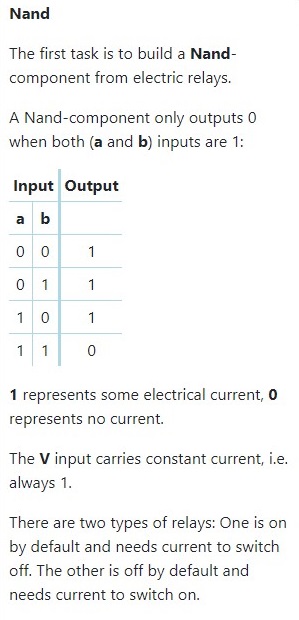 Nand
The first task is to build a Nand-
component from electric relays.
A Nand-component only outputs 0
when both (a and b) inputs are 1:
Input Output
a b
0 0 1
0 1 1
1 0 1
1 1 0
1 represents some electrical current, 0
represents no current.
The V input carries constant current, i.e.
always 1.
There are two types of relays: One is on
by default and needs current to switch
off. The other is off by default and
needs current to switch on.